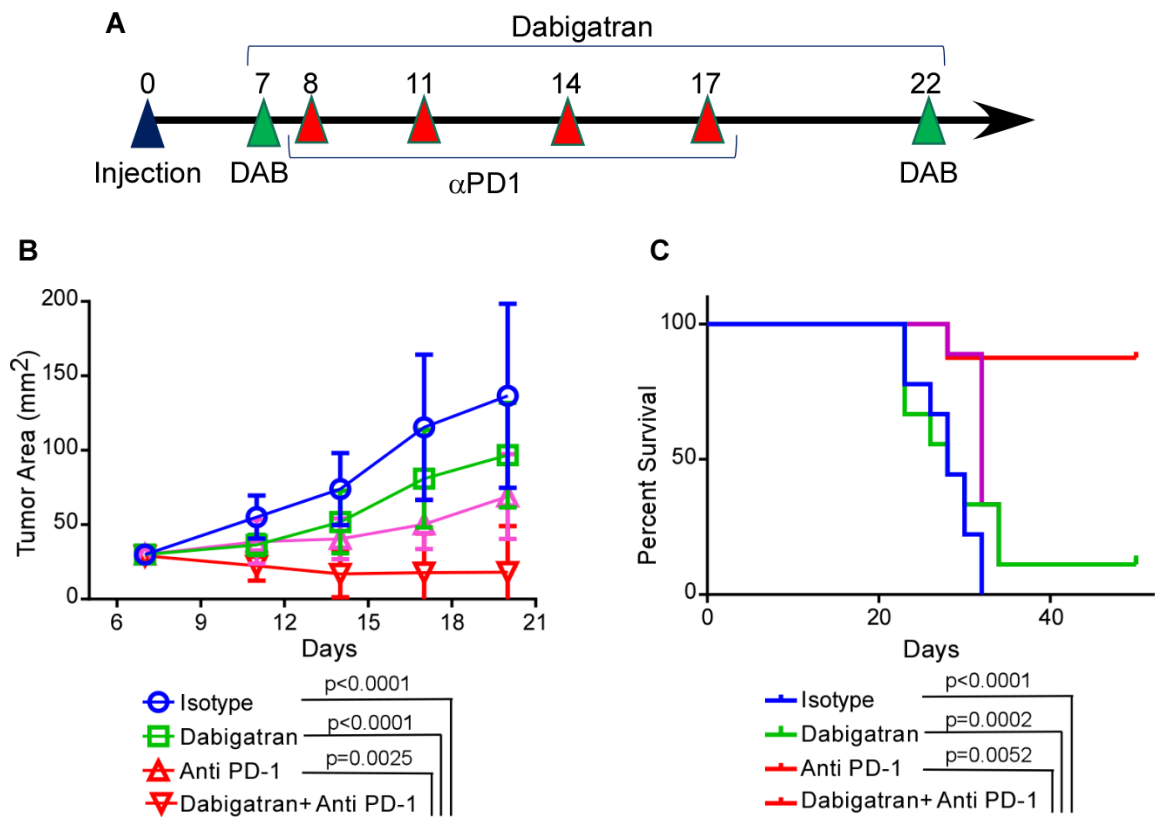 A
Dabigatran
0 7 8 11 14 17 22
Injection DAB αPD1 DAB
B
200
150
100
50
0
Tumor Area (mm2)
6 9 12 15 18 21
Days
Isotype p<0.0001
Dabigatran p<0.0001
Anti PD-1 p=0.0025
Dabigatran+ Anti PD-1
C
100
50
0
Percent Survival
0 20 40
Days
Isotype p<0.0001
Dabigatran p=0.0002
Anti PD-1 p=0.0052
Dabigatran+ Anti PD-1